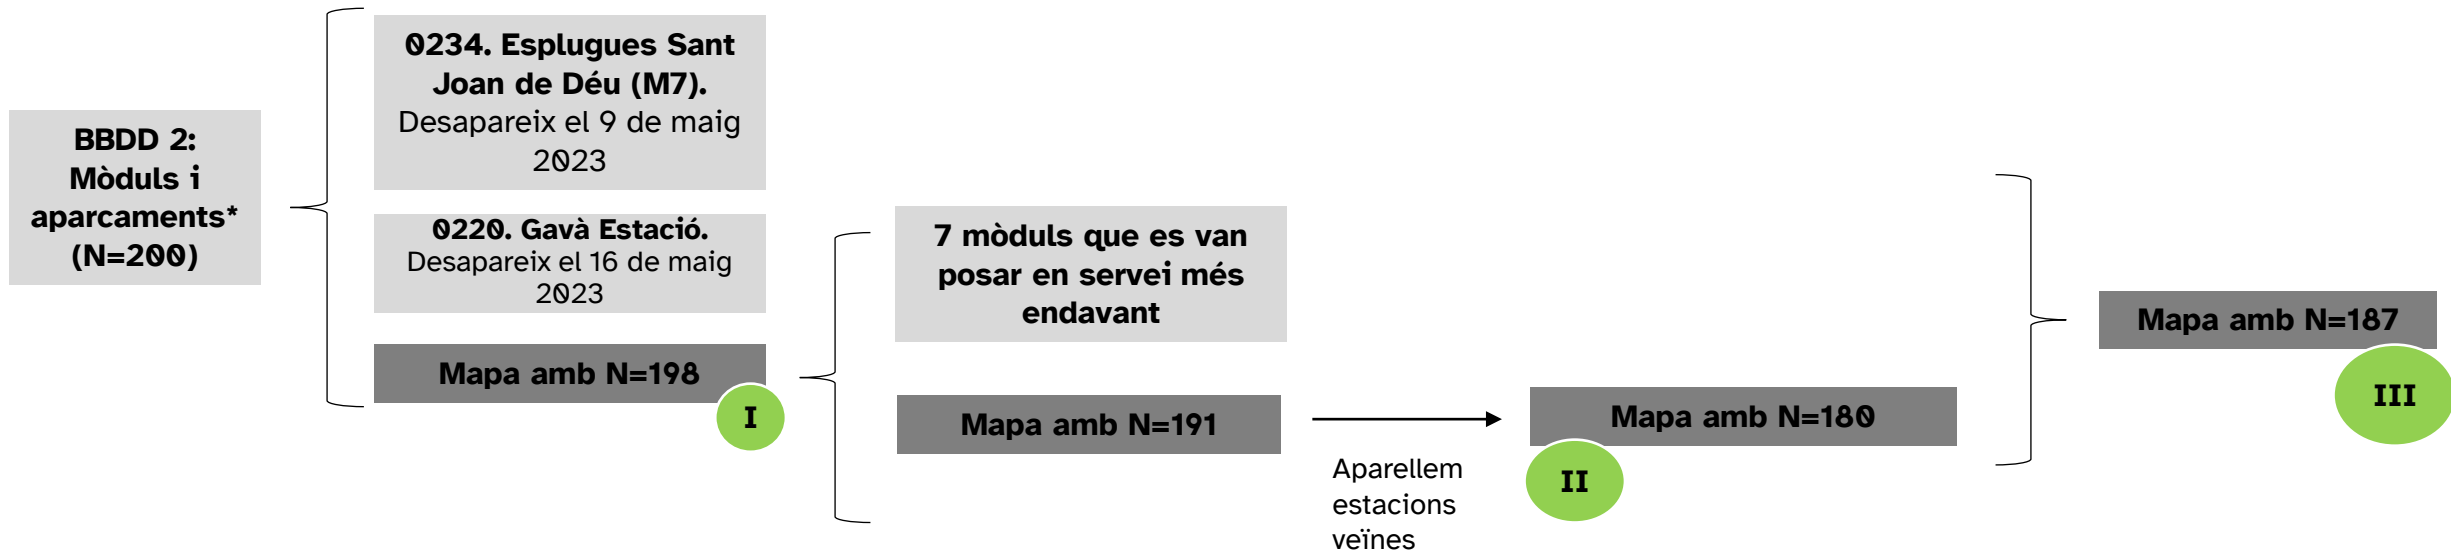 BBDD 2:
Mòduls i
aparcaments*
(N=200)
0234. Esplugues Sant
Joan de Déu (M7).
Desapareix el 9 de maig
2023
0220. Gavà Estació.
Desapareix el 16 de maig
2023
Mapa amb N=198
I
7 mòduls que es van
posar en servei més
endavant
Mapa amb N=191
Aparellem
estacions
veïnes
Mapa amb N=180
II
Mapa amb N=187
III